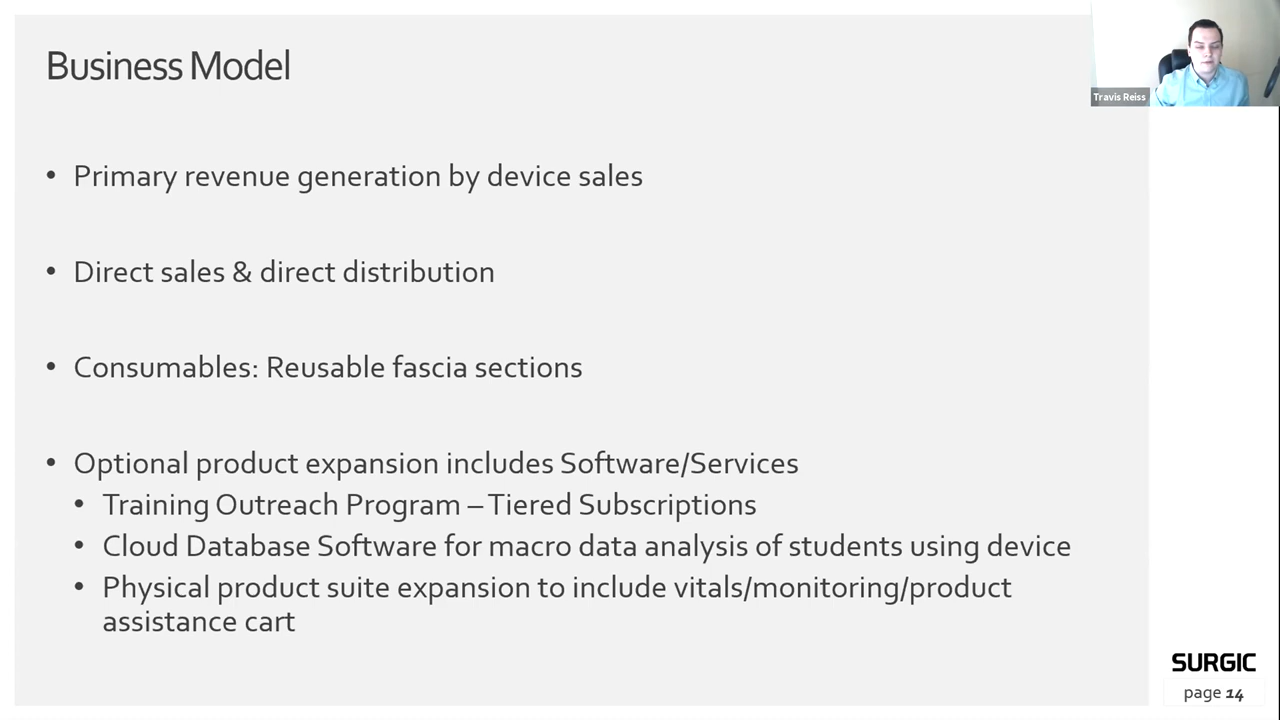 Business Model
Travis Reiss
• Primary revenue generation by device sales
• Direct sales & direct distribution
• Consumables: Reusable fascia sections
• Optional product expansion includes Software/Services
• Training Outreach Program – Tiered Subscriptions
• Cloud Database Software for macro data analysis of students using device
• Physical product suite expansion to include vitals/monitoring/product
assistance cart
SURGIC
page 14